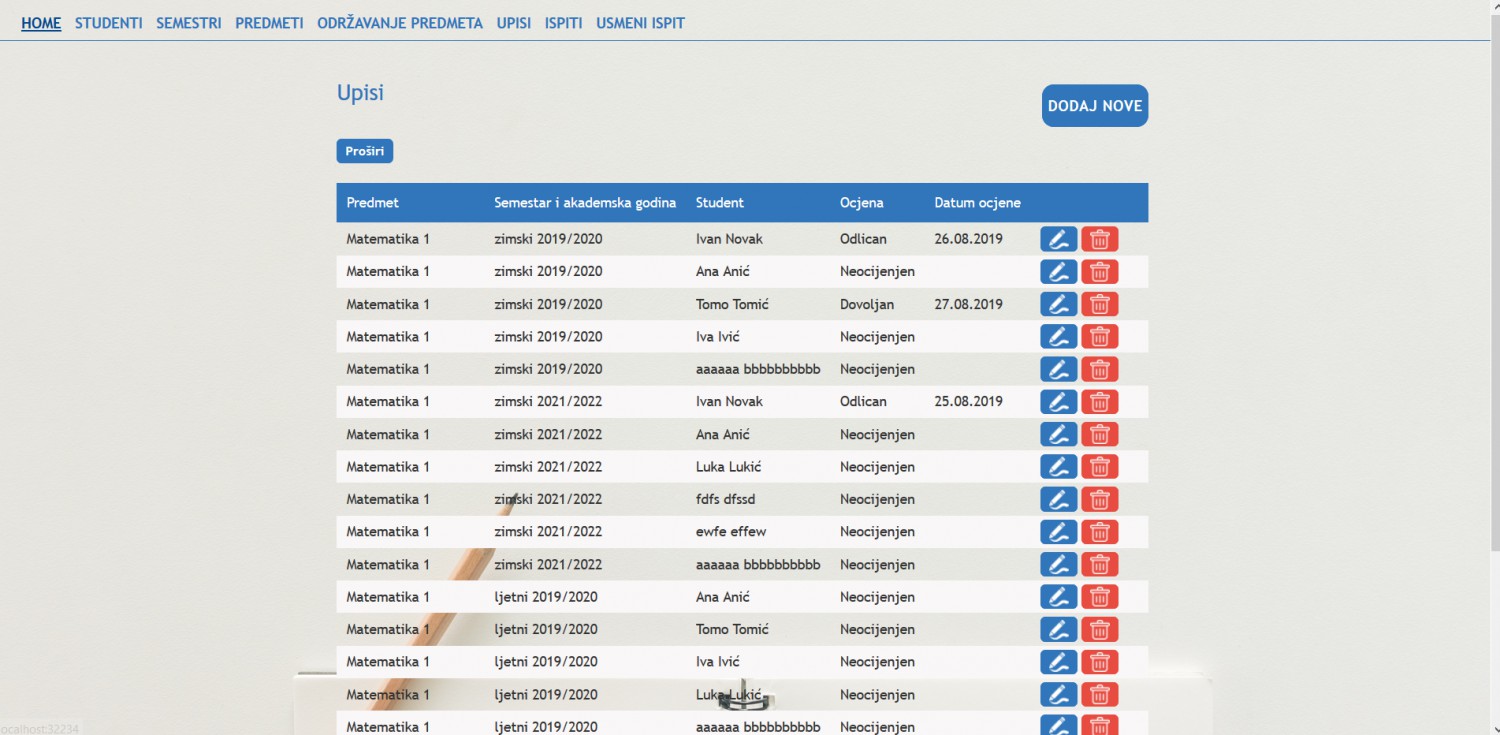 HOME STUDENTI SEMESTRI PREDMETI ODRŽAVANJE PREDMETA UPISI ISPITI USMENI ISPIT
Upisi
DODAJ NOVE
Proširi
Predmet Semestar i akademska godina Student Ocjena Datum ocjene
Matematika 1 zimski 2019/2020 Ivan Novak Odlican 26.08.2019
Matematika 1 zimski 2019/2020 Ana Anić Neocijenjen
Matematika 1 zimski 2019/2020 Tomo Tomić Dovoljan 27.08.2019
Matematika 1 zimski 2019/2020 Iva Ivić Neocijenjen
Matematika 1 zimski 2019/2020 aaaaaa bbbbbbbbbb Neocijenjen
Matematika 1 zimski 2021/2022 Ivan Novak Odlican 25.08.2019
Matematika 1 zimski 2021/2022 Ana Anić Neocijenjen
Matematika 1 zimski 2021/2022 Luka Lukić Neocijenjen
Matematika 1 zimski 2021/2022 fdfs dfssd Neocijenjen
Matematika 1 zimski 2021/2022 ewfe effew Neocijenjen
Matematika 1 zimski 2021/2022 aaaaaa bbbbbbbbbb Neocijenjen
Matematika 1 ljetni 2019/2020 Ana Anić Neocijenjen
Matematika 1 ljetni 2019/2020 Tomo Tomić Neocijenjen
Matematika 1 ljetni 2019/2020 Iva Ivić Neocijenjen
Matematika 1 ljetni 2019/2020 Luka Lukić Neocijenjen
Matematika 1 ljetni 2019/2020 aaaaaa bbbbbbbbbb Neocijenjen
ocalhost:32234